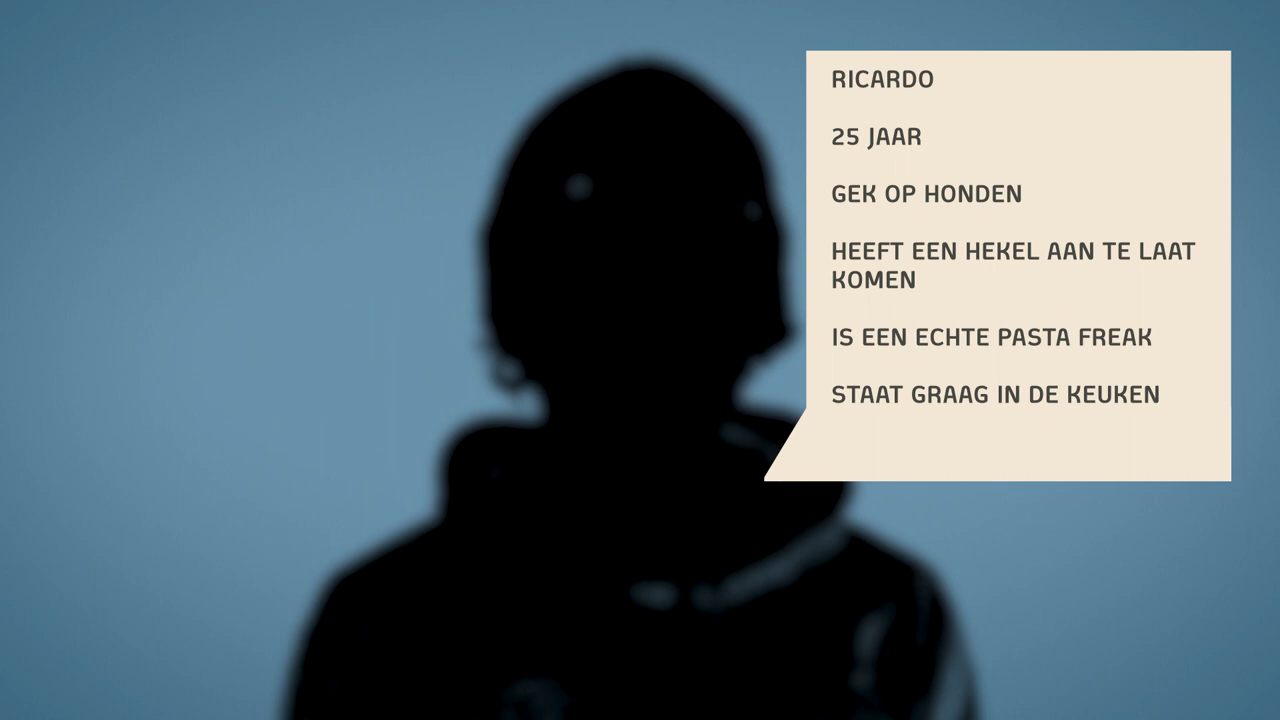 RICARDO
25 JAAR
GEK OP HONDEN
HEEFT EEN HEKEL AAN TE LAAT
KOMEN
IS EEN ECHTE PASTA FREAK
STAAT GRAAG IN DE KEUKEN